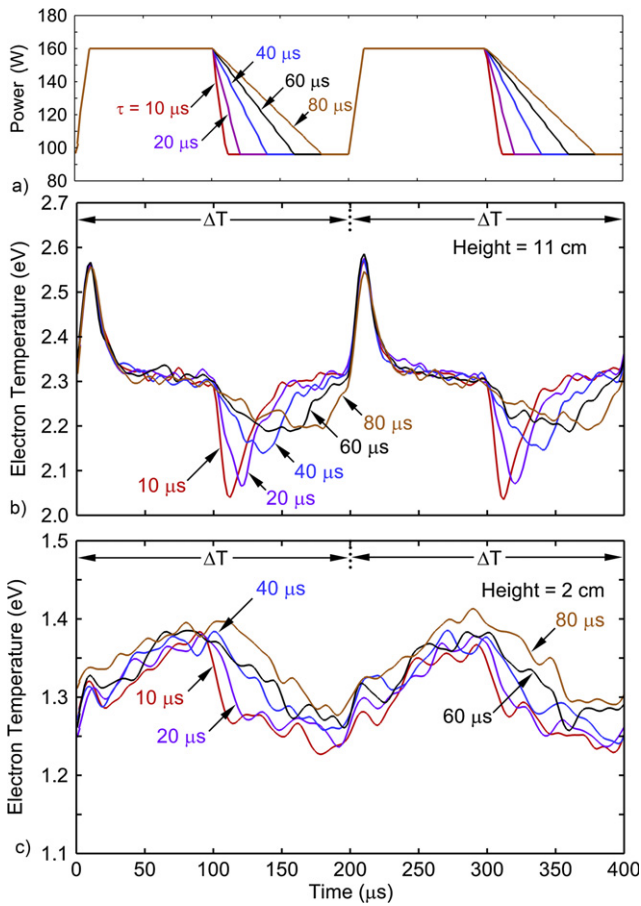 180
160
140
120
100
80
Power (W)
τ = 10 μs
20 μs
40 μs
60 μs
80 μs
a)
2.7
2.6
2.5
2.4
2.3
2.2
2.1
2.0
Electron Temperature (eV)
ΔT
ΔT
Height = 11 cm
10 μs
20 μs
40 μs
60 μs
80 μs
b)
1.5
1.4
1.3
1.2
1.1
Electron Temperature (eV)
ΔT
ΔT
Height = 2 cm
40 μs
80 μs
10 μs
20 μs
60 μs
c)
0 50 100 150 200 250 300 350 400
Time (μs)